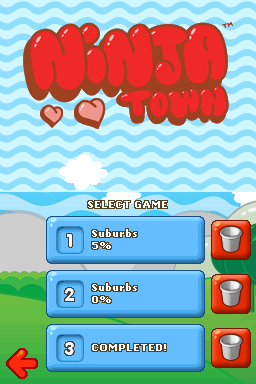 NINJA
TOWN
TM
SELECT GAME
1
Suburbs
5%
2
Suburbs
0%
3
COMPLETED!